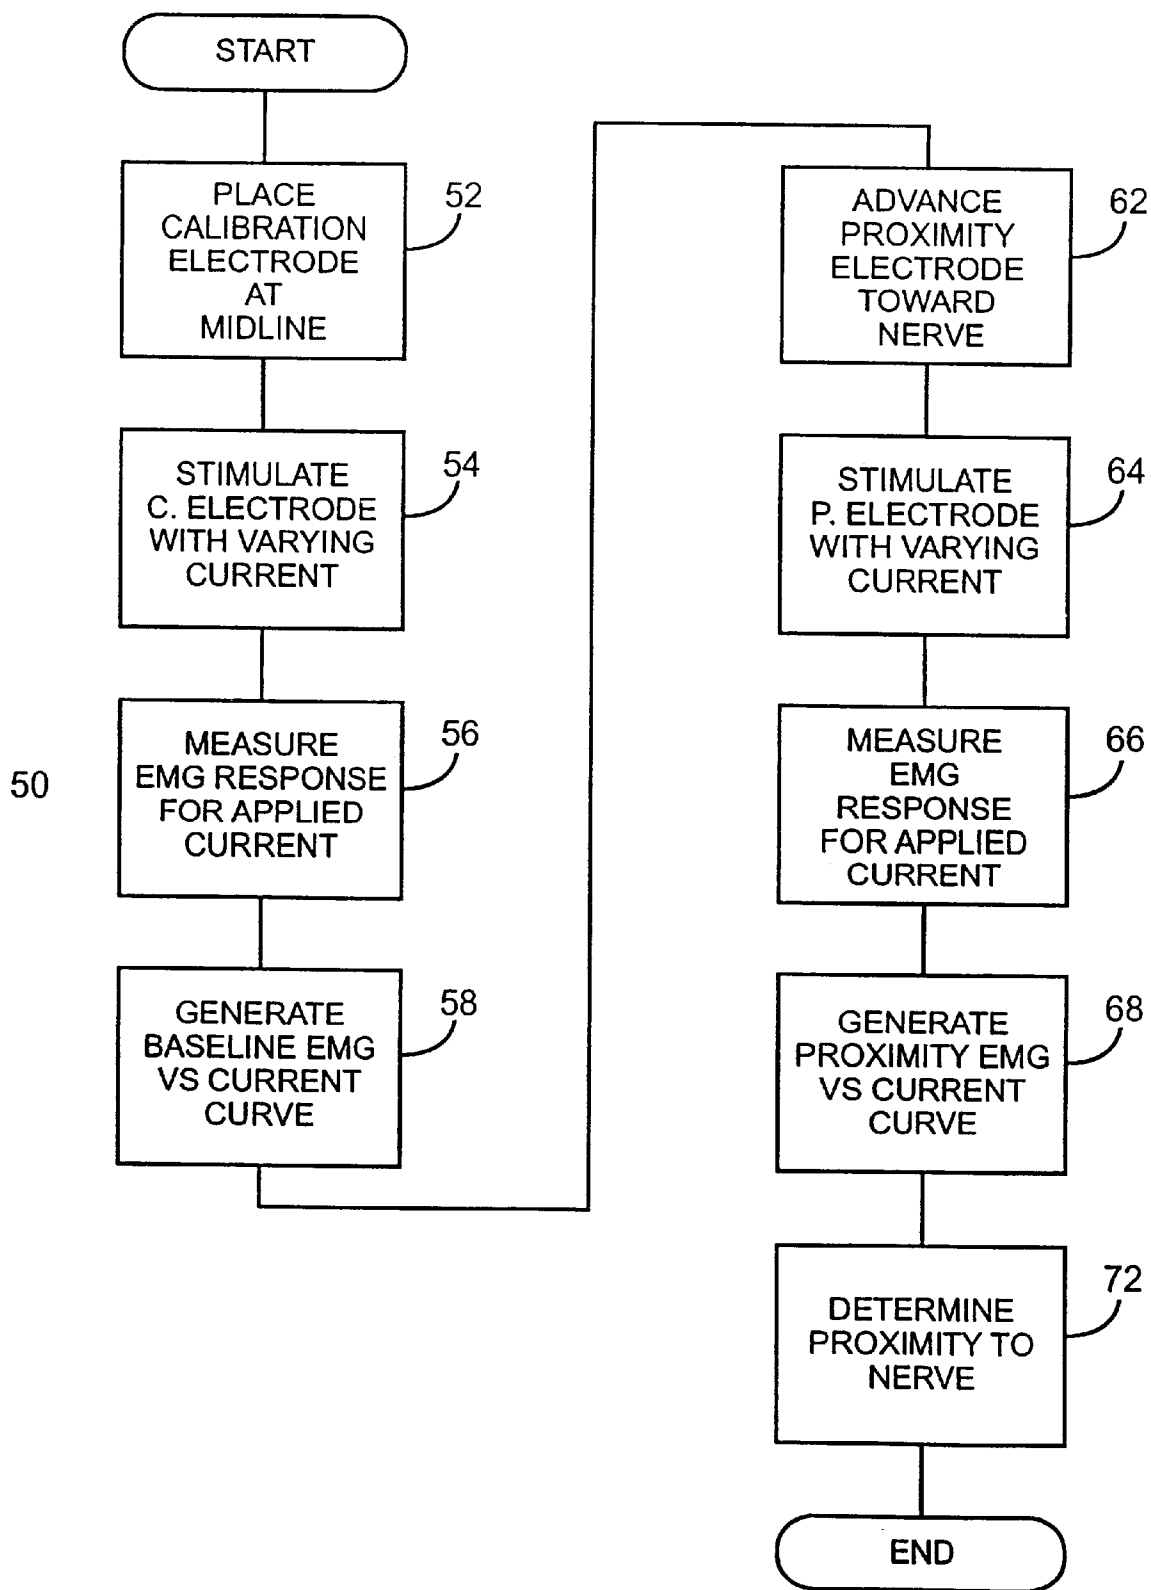 START
PLACE
CALIBRATION
ELECTRODE
AT
MIDLINE
52
STIMULATE
C. ELECTRODE
WITH VARYING
CURRENT
54
MEASURE
EMG RESPONSE
FOR APPLIED
CURRENT
56
50
GENERATE
BASELINE EMG
VS CURRENT
CURVE
58
ADVANCE
PROXIMITY
ELECTRODE
TOWARD
NERVE
62
STIMULATE
P. ELECTRODE
WITH VARYING
CURRENT
64
MEASURE
EMG
RESPONSE
FOR APPLIED
CURRENT
66
GENERATE
PROXIMITY EMG
VS CURRENT
CURVE
68
DETERMINE
PROXIMITY TO
NERVE
72
END